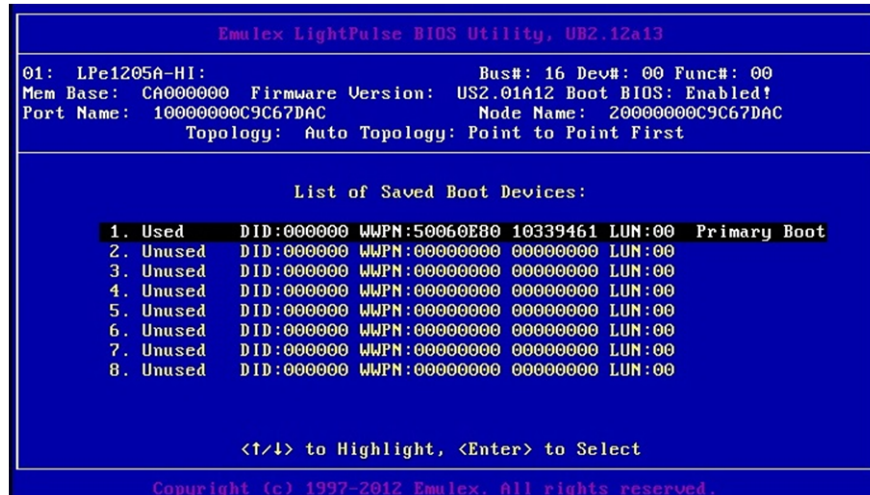 Emulex LightPulse BIOS Utility, UB2.12a13
01: LPe1205A-HI: Bus#: 16 Dev#: 00 Func#: 00
Mem Base: CA000000 Firmware Version: US2.01A12 Boot BIOS: Enabled!
Port Name: 10000000C9C67DAC Node Name: 20000000C9C67DAC
Topology: Auto Topology: Point to Point First
List of Saved Boot Devices:
1. Used DID:000000 WWPN:50060E80 10339461 LUN:00 Primary Boot
2. Unused DID:000000 WWPN:00000000 00000000 LUN:00
3. Unused DID:000000 WWPN:00000000 00000000 LUN:00
4. Unused DID:000000 WWPN:00000000 00000000 LUN:00
5. Unused DID:000000 WWPN:00000000 00000000 LUN:00
6. Unused DID:000000 WWPN:00000000 00000000 LUN:00
7. Unused DID:000000 WWPN:00000000 00000000 LUN:00
8. Unused DID:000000 WWPN:00000000 00000000 LUN:00
<↑/↓> to Highlight, <Enter> to Select
Copyright (c) 1997-2012 Emulex. All rights reserved.